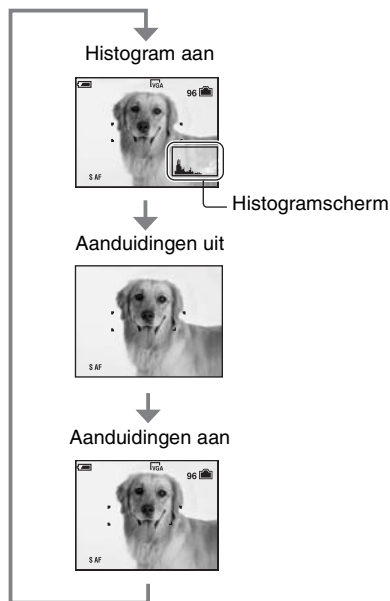 Histogram aan
VGA
96
S AF
Histogramscherm
Aanduidingen uit
S AF
Aanduidingen aan
VGA
96
S AF